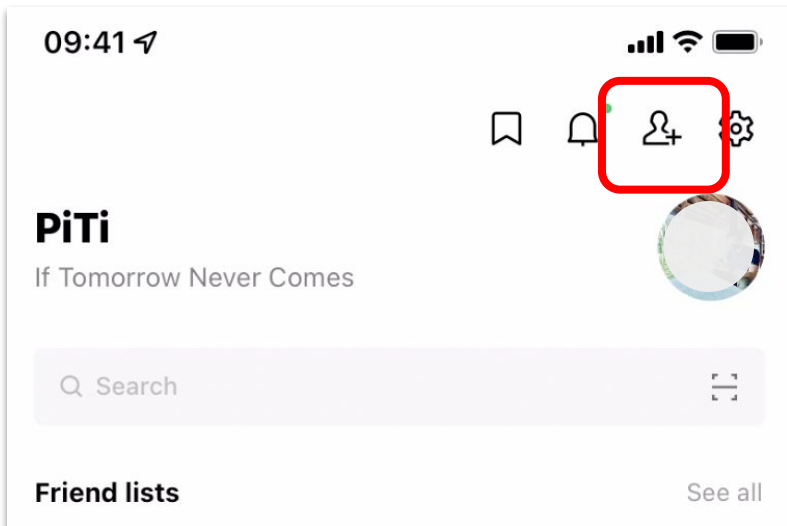 09:41
PiTi
If Tomorrow Never Comes
Search
Friend lists
See all